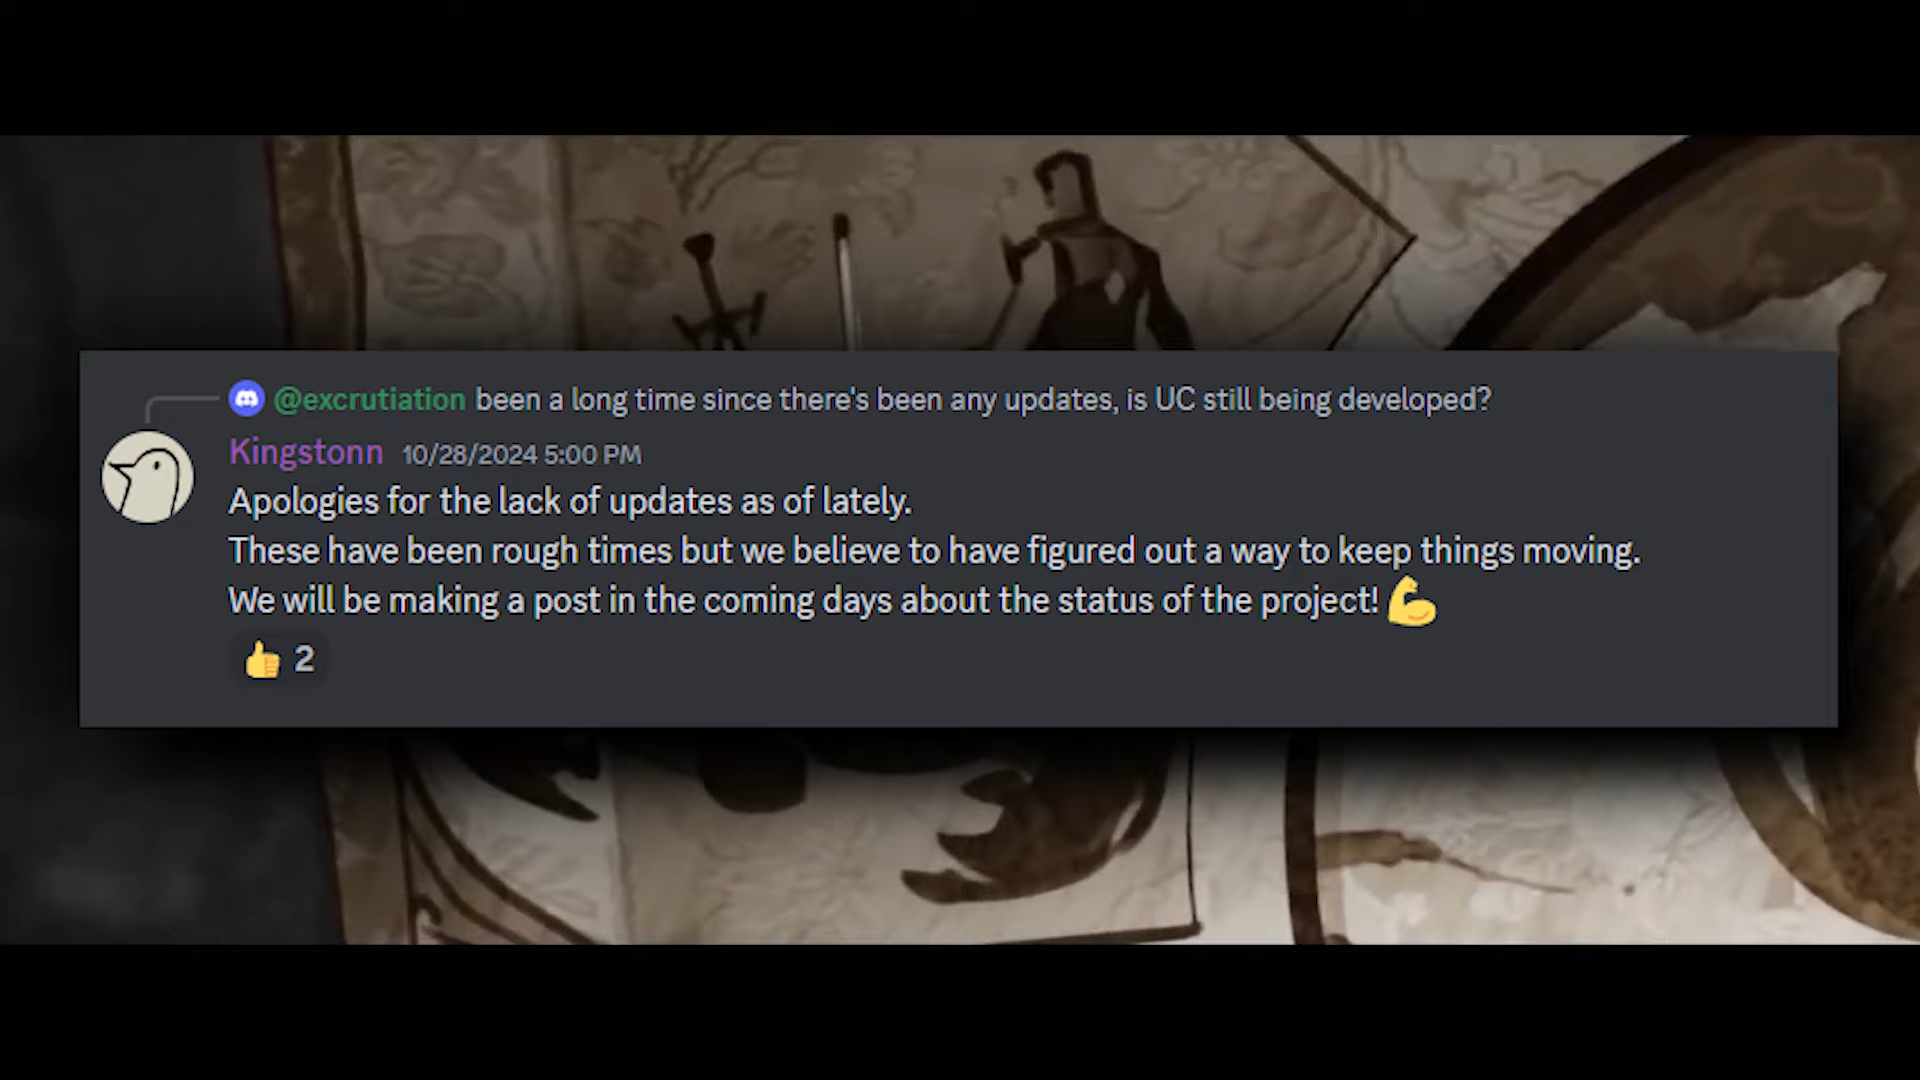 @excrutiation been a long time since there's been any updates, is UC still being developed?
Kingstonn 10/28/2024 5:00 PM
Apologies for the lack of updates as of lately.
These have been rough times but we believe to have figured out a way to keep things moving.
We will be making a post in the coming days about the status of the project! 💪
👍 2